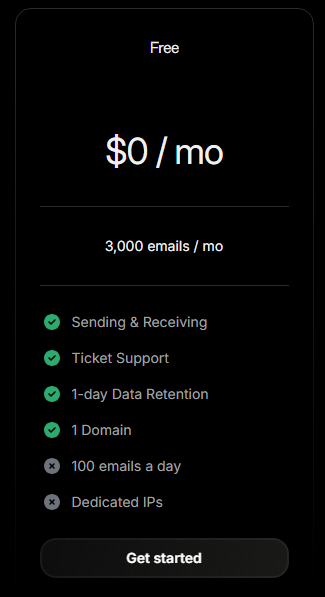 Free
$0 / mo
3,000 emails / mo
Sending & Receiving
Ticket Support
1-day Data Retention
1 Domain
100 emails a day
Dedicated IPs
Get started